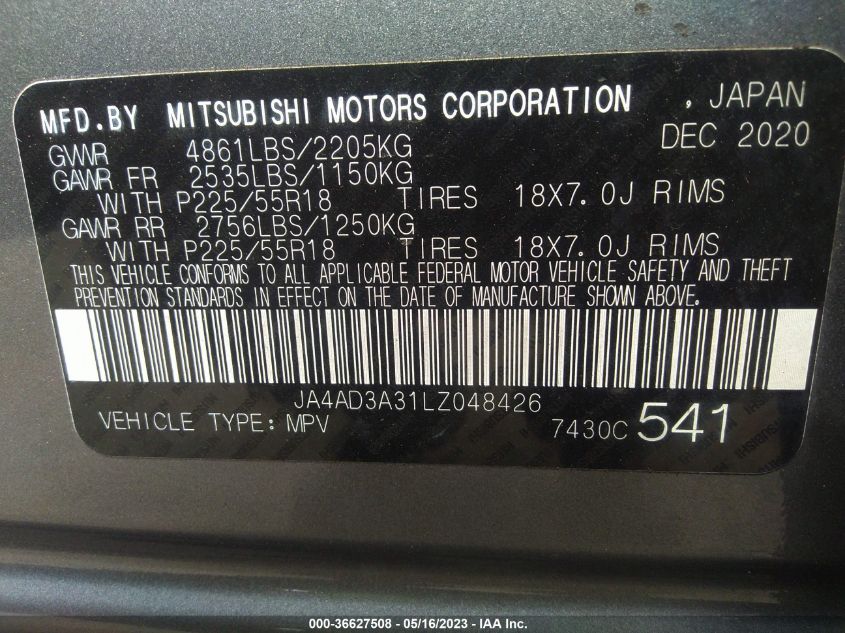 MFD.BY MITSUBISHI MOTORS CORPORATION , JAPAN
GVWR 4861LBS/2205KG DEC 2020
GAWR FR 2535LBS/1150KG
WITH P225/55R18 TIRES 18X7.0J RIMS
GAWR RR 2756LBS/1250KG
WITH P225/55R18 TIRES 18X7.0J RIMS
THIS VEHICLE CONFORMS TO ALL APPLICABLE FEDERAL MOTOR VEHICLE SAFETY AND THEFT
PREVENTION STANDARDS IN EFFECT ON THE DATE OF MANUFACTURE SHOWN ABOVE.
JA4AD3A31LZ048426
VEHICLE TYPE: MPV 7430C 541
000-36627508 - 05/16/2023 - IAA Inc.